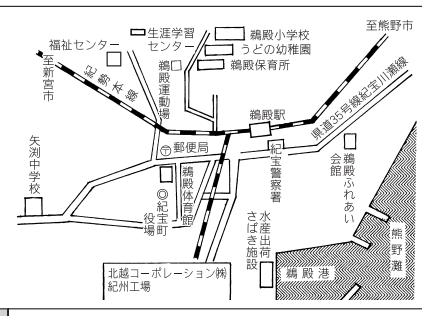 生涯学習
センター
鵜殿小学校
うどの幼稚園
鵜殿保育所
至熊野市
福祉センター
至新宮市
紀勢本線
鵜殿運動場
鵜殿駅
県道35号線紀宝川瀬線
〒郵便局
矢渕中学校
◎紀宝町
役場
鵜殿体育館
紀宝警察署
鵜殿ふれあい
会館
水産出荷
さばき施設
熊野灘
鵜殿港
北越コーポレーション㈱
紀州工場